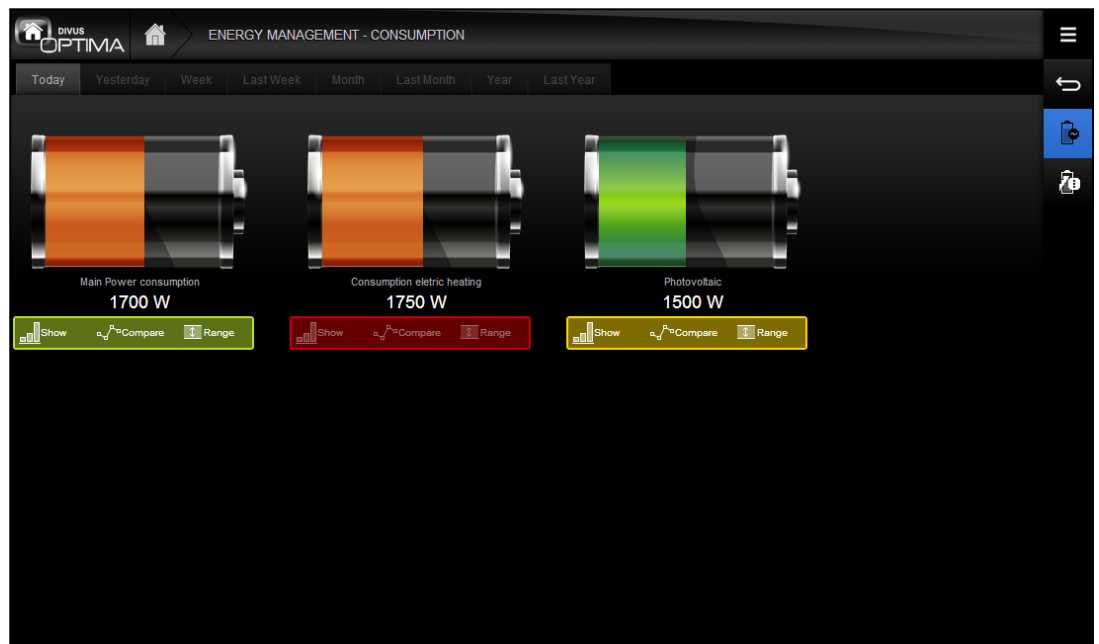 DIVUS
OPTIMA
ENERGY MANAGEMENT - CONSUMPTION
Today Yesterday Week Last Week Month Last Month Year Last Year
Main Power consumption Consumption eletric heating Photovoltaic
1700 W 1750 W 1500 W
Show Compare Range Show Compare Range Show Compare Range